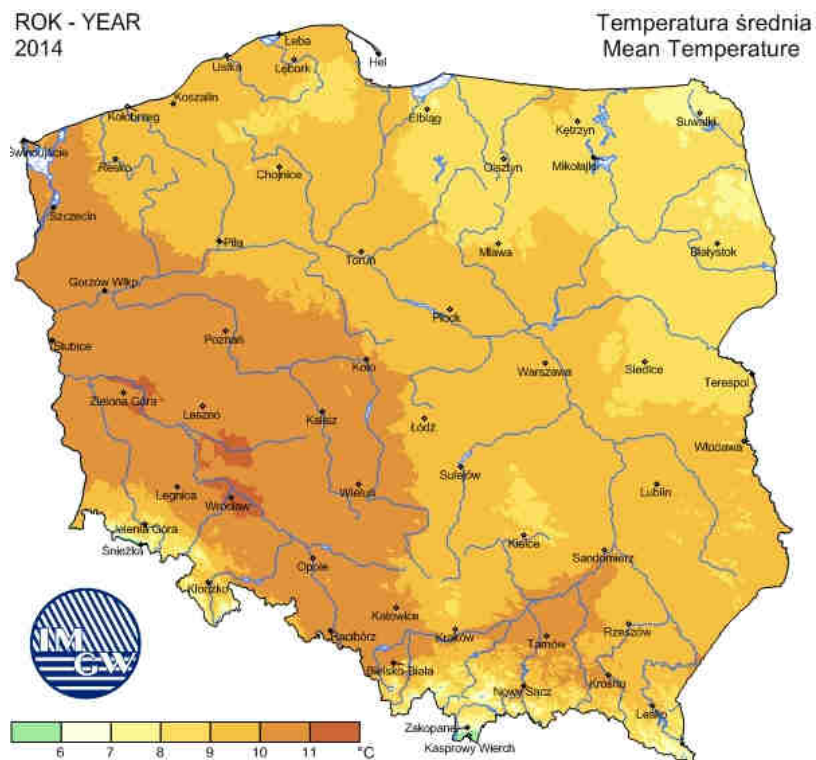 ROK - YEAR
2014
Temperatura średnia
Mean Temperature
Łeba
Ustka
Lębork
Hel
Koszalin
Kołobrzeg
Elbląg
Kętrzyn
Suwałki
Świnoujście
Resko
Chojnice
Olsztyn
Mikołajki
Szczecin
Piła
Toruń
Mława
Białystok
Gorzów Wlkp.
Płock
Słubice
Poznań
Koło
Warszawa
Siedlce
Terespol
Zielona Góra
Leszno
Kalisz
Łódź
Włodawa
Sulejów
Legnica
Wrocław
Wieluń
Lublin
Jelenia Góra
Śnieżka
Kielce
Sandomierz
Opole
Kłodzko
Katowice
Racibórz
Kraków
Tarnów
Rzeszów
Bielsko-Biała
Nowy Sącz
Krosno
Lesko
Zakopane
Kasprowy Wierch
IM
GW
6 7 8 9 10 11 °C